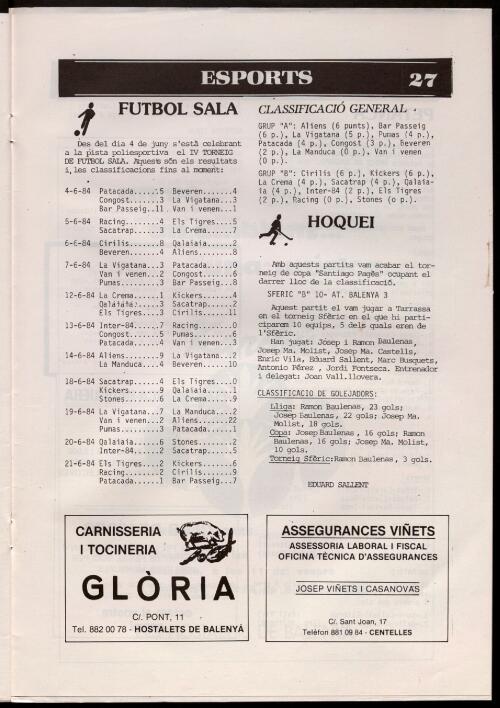 ESPORTS 27
FUTBOL SALA
Des del dia 4 de juny s'està celebrant
a la pista poliesportiva el IV TORNEIG
DE FUTBOL SALA. Aquests són els resultats
i,les classificacions fins al moment:
4-6-84 Patacada.....5 Beveren......4
Congost......3 La Vigatana..3
Bar Passeig..11 Van i venen..1
5-6-84 Racing.......4 Els Tigres...5
Sacatrap.....3 La Crema.....7
6-6-84 Cirilis......8 Qalaiaia.....2
Beveren......4 Aliens.......8
7-6-84 La Vigatana..3 Patacada.....0
Van i venen..2 Congost......6
Pumas........3 Bar Passeig..8
12-6-84 La Crema.....1 Kickers......4
Qalaiaia.....3 Sacatrap.....2
Els Tigres...3 Cirilis......11
13-6-84 Inter-84.....7 Racing.......0
Congost......5 Pumas........6
Patacada.....4 Van i venen..3
14-6-84 Aliens.......9 La Vigatana..2
La Manduca...4 Beveren......10
18-6-84 Sacatrap.....4 Els Tigres...0
Kickers......9 Qalaiaia.....1
Stones.......6 La Crema.....9
19-6-84 La Vigatana..7 La Manduca...2
Van i venen..2 Aliens.......22
Pumas........3 Patacada.....1
20-6-84 Qalaiaia.....6 Stones.......2
Inter-84.....2 Sacatrap.....5
21-6-84 Els Tigres...2 Kickers......6
Racing.......2 Cirilis......9
Patacada.....1 Bar Passeig...7
CLASSIFICACIÓ GENERAL .
GRUP "A": Aliens (6 punts), Bar Passeig
(6 p.), La Vigatana (5 p.), Pumas (4 p.),
Patacada (4 p.), Congost (3 p.), Beveren
(2 p.), La Manduca (0 p.), Van i venen
(0 p.).
GRUP "B": Cirilis (6 p.), Kickers (6 p.),
La Crema (4 p.), Sacatrap (4 p.), Qalaia-
ia (4 p.), Inter-84 (2 p.), Els Tigres
(2 p.), Racing (0 p.), Stones (o p.).
HOQUEI
Amb aquests partits vam acabar el tor-
neig de copa "Santiago Pagès" ocupant el
darrer lloc de la classificació.
SFERIC "B" 10- AT. BALENYA 3
Aquest partit el vam jugar a Tarrassa
en el torneig Sfèric en el que hi parti-
ciparem 10 equips, 5 dels quals eren de
l'Sfèric.
Han jugat: Josep i Ramon Baulenas,
Josep Ma. Molist, Josep Ma. Castells,
Enric Vila, Eduard Sallent, Marc Busquets,
Antonio Pérez , Jordi Fontseca. Entrenador
i delegat: Joan Vall.llovera.
CLASSIFICACIO DE GOLEJADORS:
Lliga: Ramon Baulenas, 23 gols;
Josep Baulenas, 22 gols; Josep Ma.
Molist, 18 gols.
Copa: Josep Baulenas , 16 gols; Ramon
Baulenas, 16 gols; Josep Ma. Molist,
10 gols.
Torneig Sfèric:Ramon Baulenas, 3 gols.
EDUARD SALLENT
CARNISSERIA
I TOCINERIA
GLÒRIA
C/. PONT, 11
Tel. 882 00 78 - HOSTALETS DE BALENYÁ
ASSEGURANCES VIÑETS
ASSESSORIA LABORAL I FISCAL
OFICINA TÉCNICA D'ASSEGURANCES
JOSEP VIÑETS I CASANOVAS
C/. Sant Joan, 17
Telèfon 881 09 84 - CENTELLES